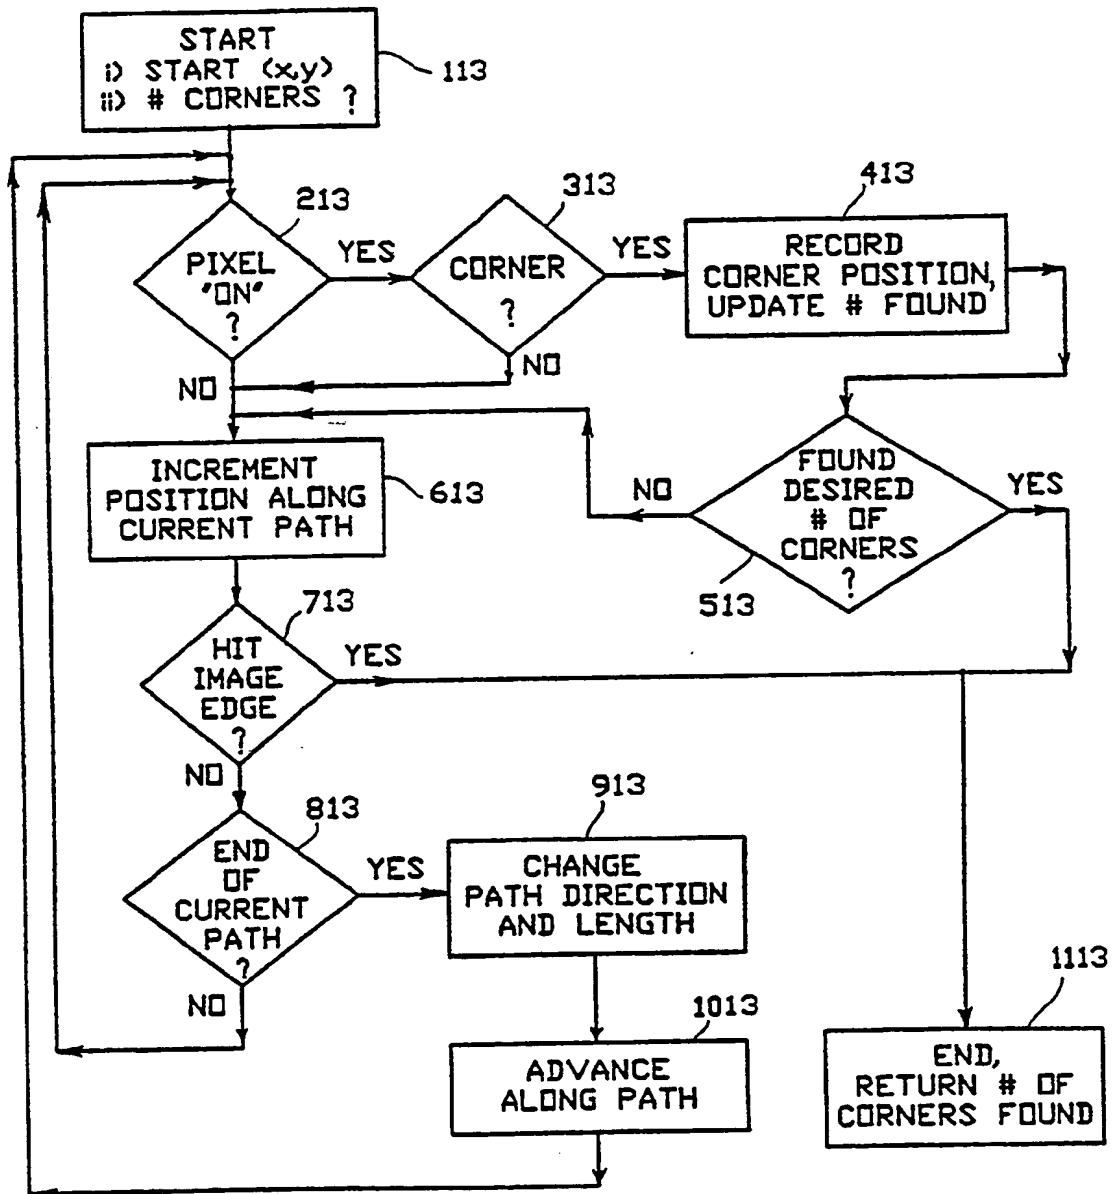 START
i) START (x,y)
ii) # CORNERS ?
113
213
PIXEL
"ON"
?
YES
NO
313
CORNER
?
YES
NO
413
RECORD
CORNER POSITION,
UPDATE # FOUND
FOUND
DESIRED
# OF
CORNERS
?
NO
YES
513
INCREMENT
POSITION ALONG
CURRENT PATH
613
713
HIT
IMAGE
EDGE
?
YES
NO
813
END
OF
CURRENT
PATH
?
YES
NO
913
CHANGE
PATH DIRECTION
AND LENGTH
1013
ADVANCE
ALONG PATH
1113
END,
RETURN # OF
CORNERS FOUND